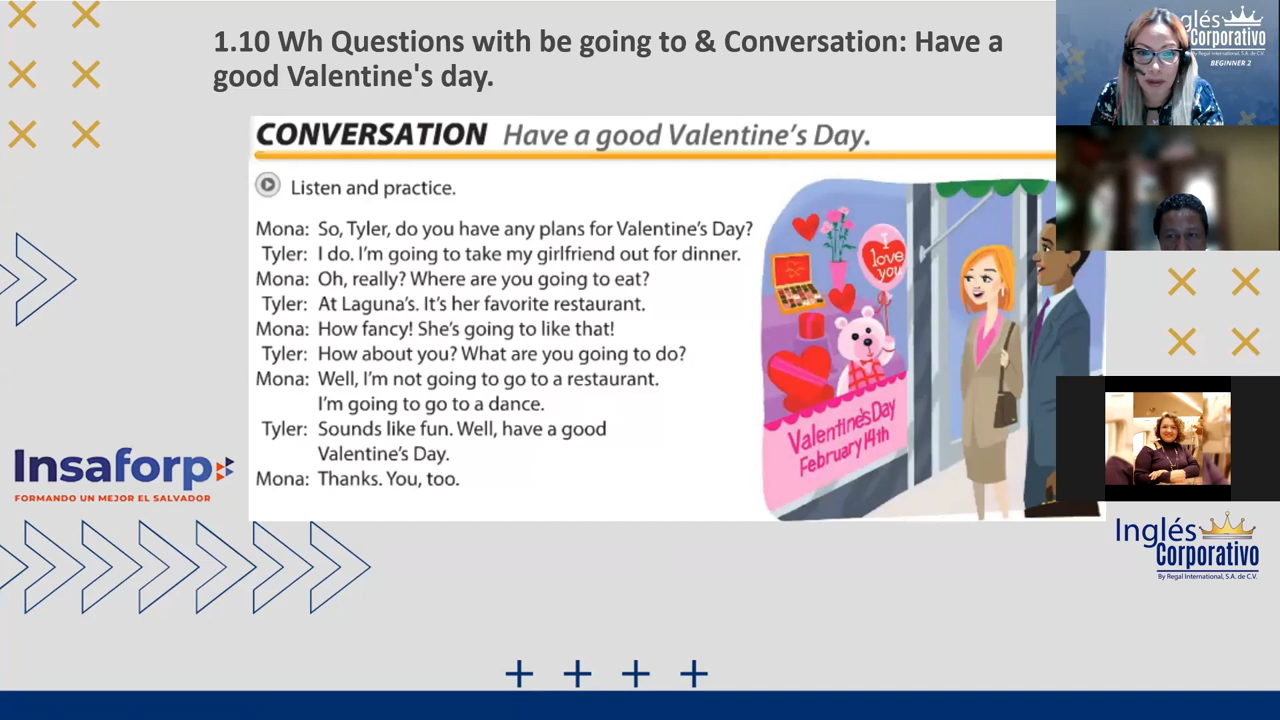 1.10 Wh Questions with be going to & Conversation: Have a
good Valentine's day.
CONVERSATION Have a good Valentine's Day.
Listen and practice.
Mona: So, Tyler, do you have any plans for Valentine's Day?
Tyler: I do. I'm going to take my girlfriend out for dinner.
Mona: Oh, really? Where are you going to eat?
Tyler: At Laguna's. It's her favorite restaurant.
Mona: How fancy! She's going to like that!
Tyler: How about you? What are you going to do?
Mona: Well, I'm not going to go to a restaurant.
I'm going to go to a dance.
Tyler: Sounds like fun. Well, have a good
Valentine's Day.
Mona: Thanks. You, too.
I
love
you
Valentine's Day
February 14th
Insaforp
FORMANDO UN MEJOR EL SALVADOR
glés
Corporativo
By Regal International, S.A. de C.V.
BEGINNER 2
Inglés
Corporativo
By Regal International, S.A. de C.V.